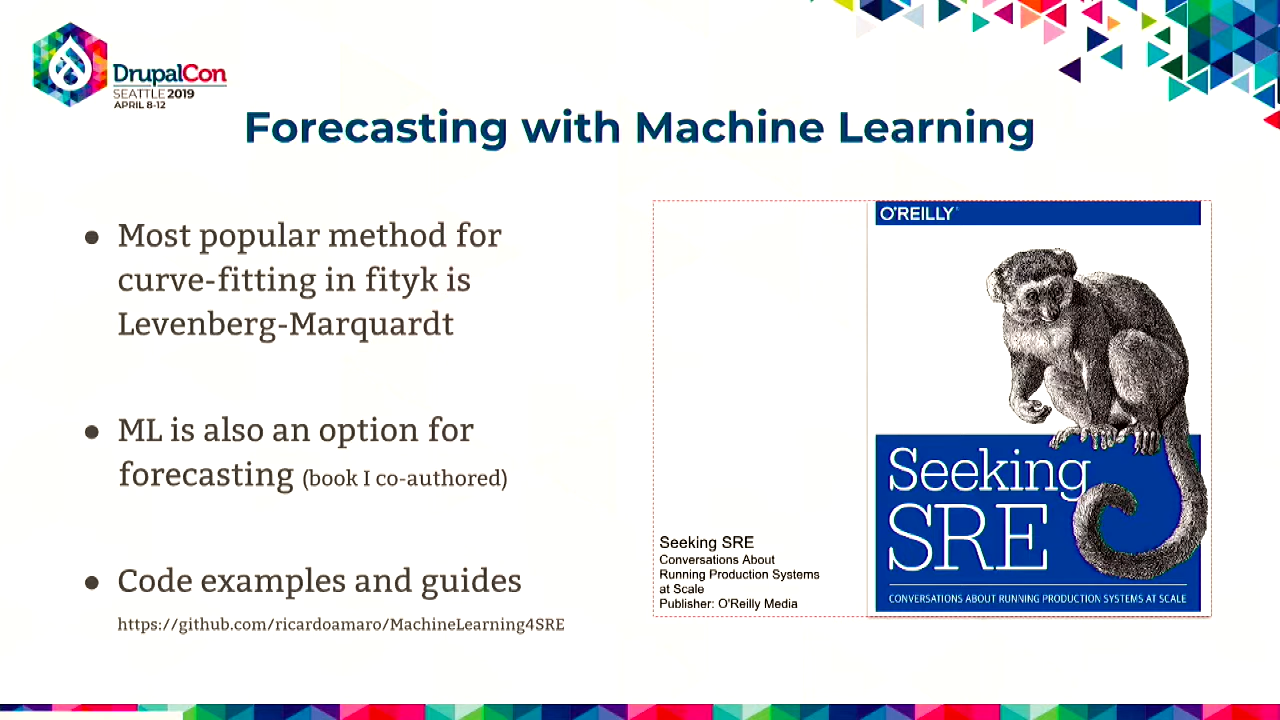 DrupalCon
SEATTLE 2019
APRIL 8-12
Forecasting with Machine Learning
● Most popular method for
curve-fitting in fityk is
Levenberg-Marquardt
● ML is also an option for
forecasting (book I co-authored)
● Code examples and guides
https://github.com/ricardoamaro/MachineLearning4SRE
Seeking SRE
Conversations About
Running Production Systems
at Scale
Publisher: O'Reilly Media
O'REILLY®
Seeking
SRE
CONVERSATIONS ABOUT RUNNING PRODUCTION SYSTEMS AT SCALE